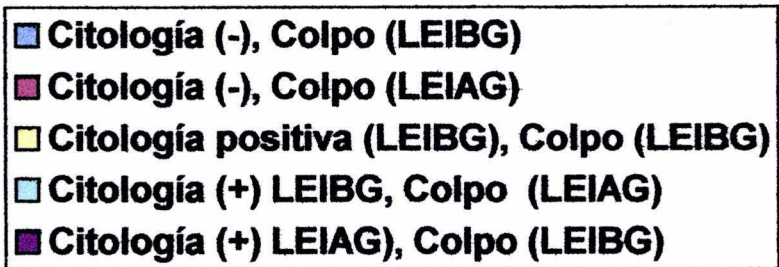 Citología (-), Colpo (LEIBG)
Citología (-), Colpo (LEIAG)
Citología positiva (LEIBG), Colpo (LEIBG)
Citología (+) LEIBG, Colpo (LEIAG)
Citología (+) LEIAG), Colpo (LEIBG)